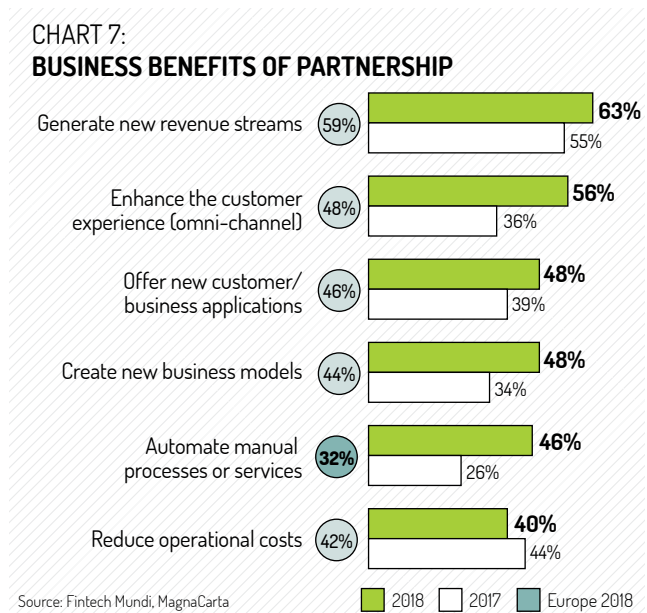 CHART 7:
BUSINESS BENEFITS OF PARTNERSHIP
Generate new revenue streams
59%
63%
55%
Enhance the customer
experience (omni-channel)
48%
56%
36%
Offer new customer/
business applications
46%
48%
39%
Create new business models
44%
48%
34%
Automate manual
processes or services
32%
46%
26%
Reduce operational costs
42%
40%
44%
Source: Fintech Mundi, MagnaCarta
2018
2017
Europe 2018